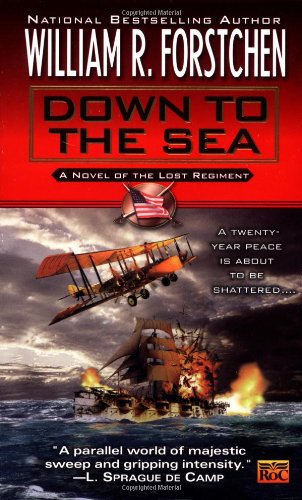 National Bestselling Author
WILLIAM R. FORSTCHEN
DOWN TO
THE SEA
A Novel of the Lost Regiment
A TWENTY-
YEAR PEACE
IS ABOUT
TO BE
SHATTERED....
"A parallel world of majestic
sweep and gripping intensity."
—L. Sprague de Camp
ROC